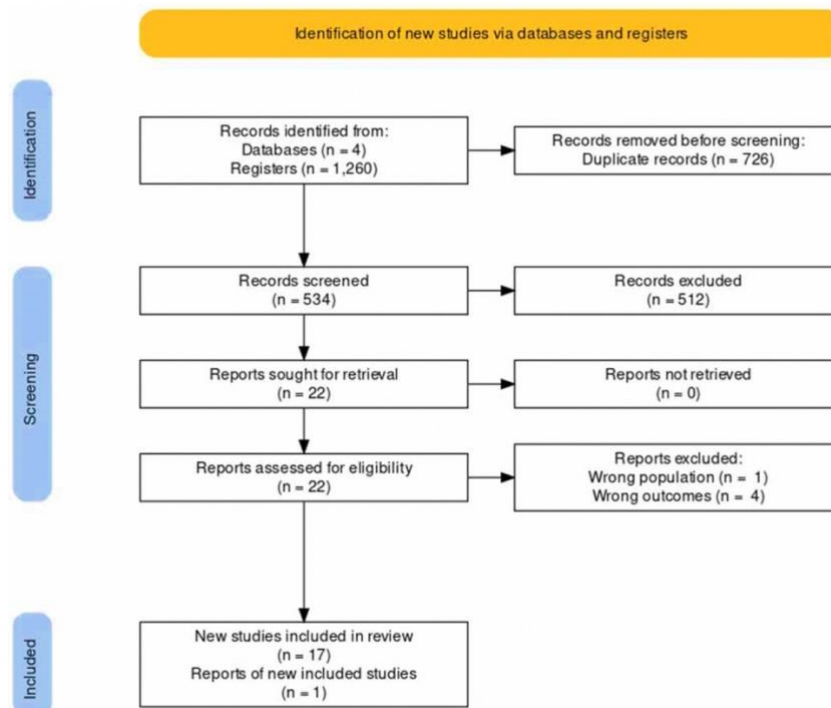 Identification of new studies via databases and registers
Identification
Records identified from:
Databases (n = 4)
Registers (n = 1,260)
Records removed before screening:
Duplicate records (n = 726)
Screening
Records screened
(n = 534)
Records excluded
(n = 512)
Reports sought for retrieval
(n = 22)
Reports not retrieved
(n = 0)
Reports assessed for eligibility
(n = 22)
Reports excluded:
Wrong population (n = 1)
Wrong outcomes (n = 4)
Included
New studies included in review
(n = 17)
Reports of new included studies
(n = 1)